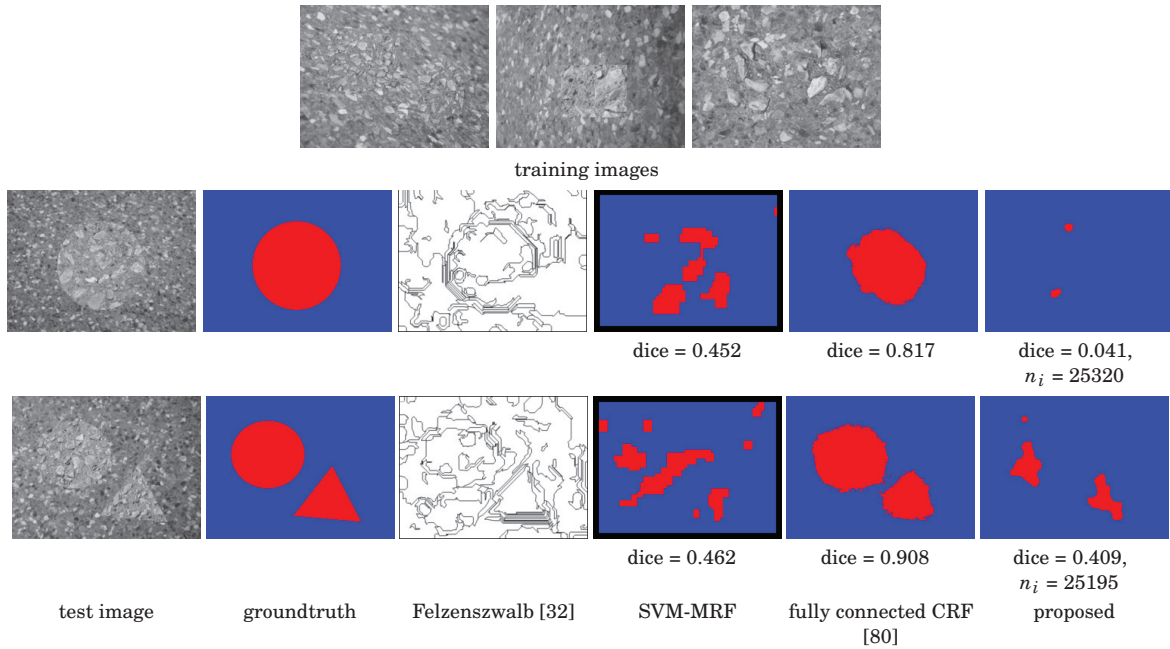 training images
dice = 0.452
dice = 0.817
dice = 0.041,
n_i = 25320
dice = 0.462
dice = 0.908
dice = 0.409,
n_i = 25195
test image
groundtruth
Felzenszwalb [32]
SVM-MRF
fully connected CRF
[80]
proposed